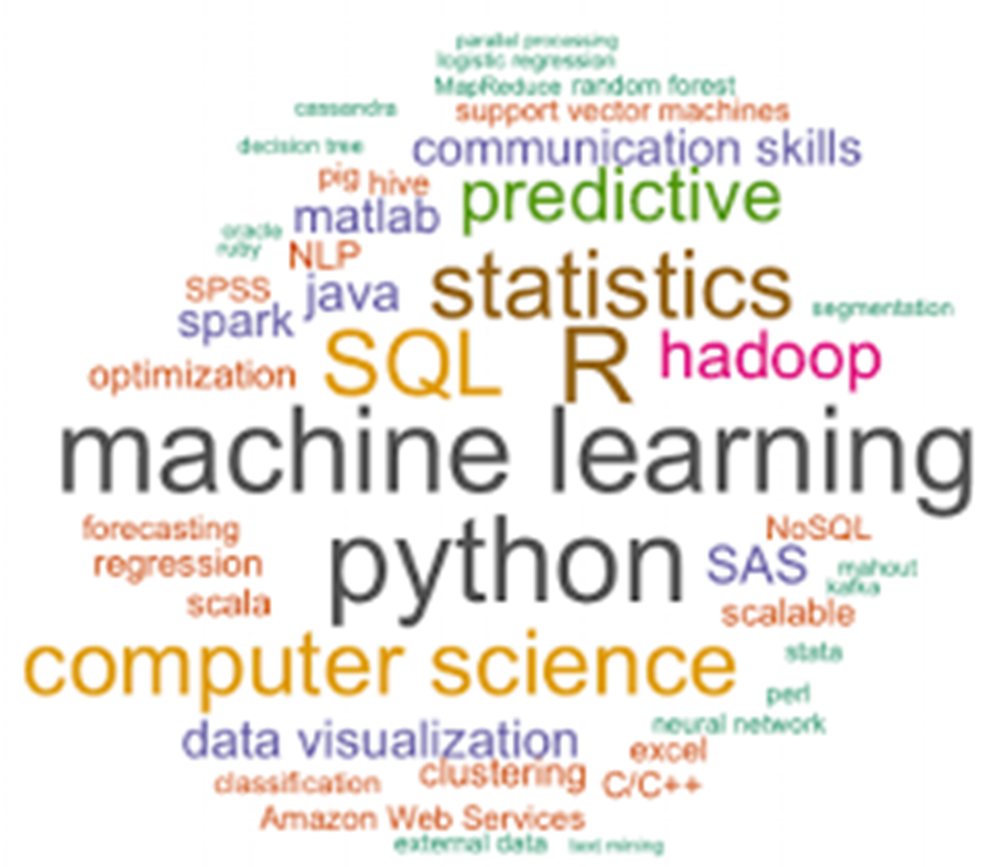 parallel processing
logistic regression
MapReduce random forest
cassandra
support vector machines
decision tree
communication skills
pig hive
predictive
matlab
oracle
ruby
NLP
statistics
SPSS
java
segmentation
spark
SQL R hadoop
optimization
machine learning
forecasting
python
NoSQL
regression
SAS
mahout
kafka
scala
scalable
computer science
stata
perl
neural network
data visualization
excel
classification
clustering
C/C++
Amazon Web Services
external data
text mining